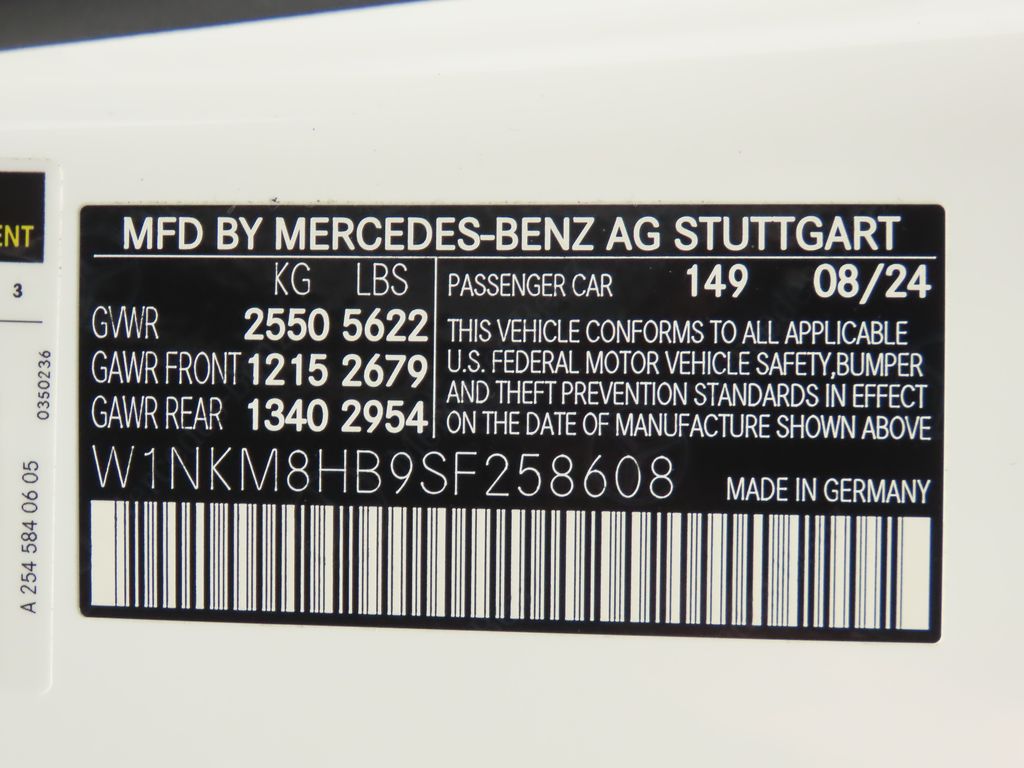 MFD BY MERCEDES-BENZ AG STUTTGART
KG LBS
GVWR 2550 5622
GAWR FRONT 1215 2679
GAWR REAR 1340 2954
PASSENGER CAR 149 08/24
THIS VEHICLE CONFORMS TO ALL APPLICABLE
U.S. FEDERAL MOTOR VEHICLE SAFETY,BUMPER
AND THEFT PREVENTION STANDARDS IN EFFECT
ON THE DATE OF MANUFACTURE SHOWN ABOVE
W1NKM8HB9SF258608
MADE IN GERMANY
ENT
3
0350236
A 254 584 06 05